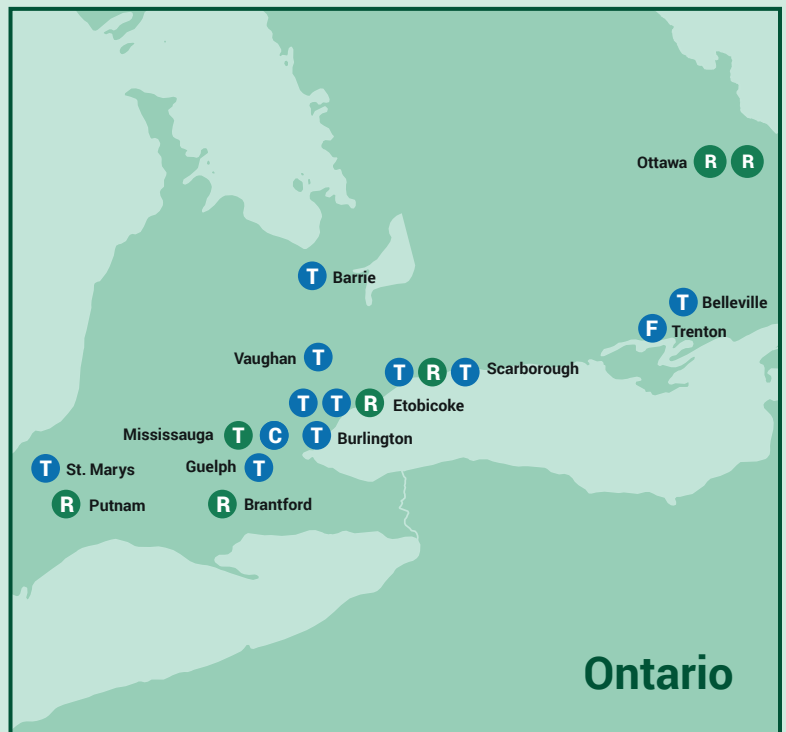 Ottawa R R
T Barrie
T Belleville
F Trenton
Vaughan T
T R T Scarborough
T T R Etobicoke
Mississauga T C
T Burlington
T St. Marys
Guelph T
R Putnam
R Brantford
Ontario